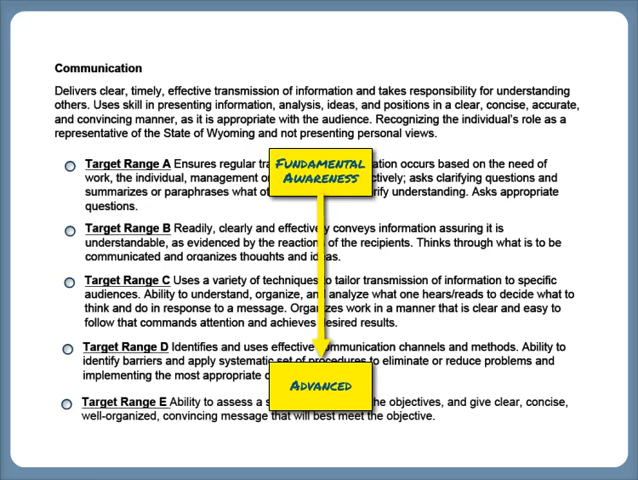 Communication
Delivers clear, timely, effective transmission of information and takes responsibility for understanding
others. Uses skill in presenting information, analysis, ideas, and positions in a clear, concise, accurate,
and convincing manner, as it is appropriate with the audience. Recognizing the individual's role as a
representative of the State of Wyoming and not presenting personal views.
Target Range A Ensures regular occurs based on the need of
work, the individual, management asks clarifying questions and
summarizes or paraphrases what understanding. Asks appropriate
questions.
FUNDAMENTAL
AWARENESS
Target Range B Readily, clearly and effectively conveys information assuring it is
understandable, as evidenced by the reactions of the recipients. Thinks through what is to be
communicated and organizes thoughts and ideas.
Target Range C Uses a variety of techniques to tailor transmission of information to specific
audiences. Ability to understand, organize, and analyze what one hears/reads to decide what to
think and do in response to a message. Organizes work in a manner that is clear and easy to
follow that commands attention and achieves desired results.
Target Range D Identifies and uses effective communication channels and methods. Ability to
identify barriers and apply systematic set of procedures to eliminate or reduce problems and
implementing the most appropriate
ADVANCED
Target Range E Ability to assess a the objectives, and give clear, concise,
well-organized, convincing message that will best meet the objective.